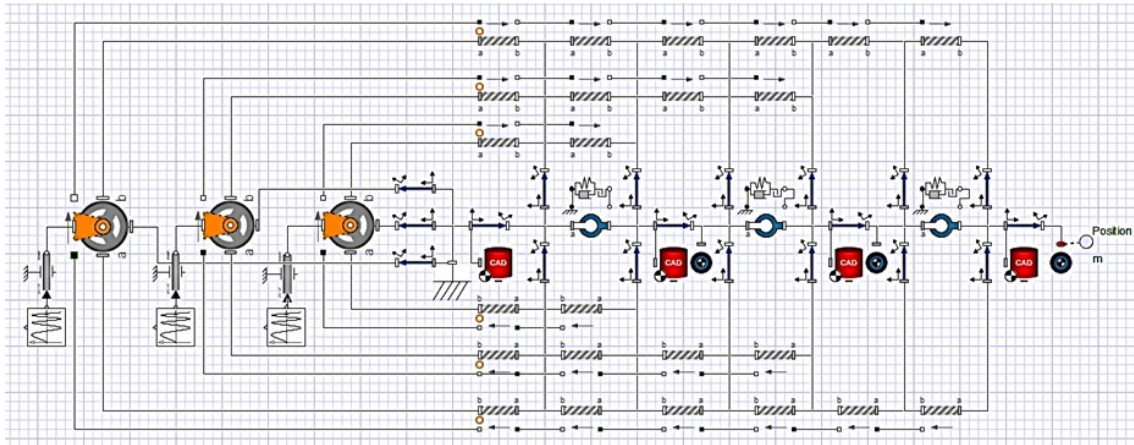 a b a b a b a b a b a b
a b a b a b a b
a b a b
b b b
a a a
Position
a a a
m
CAD CAD CAD CAD
b a b a
b a b a b a b a
b a b a b a b a b a b a